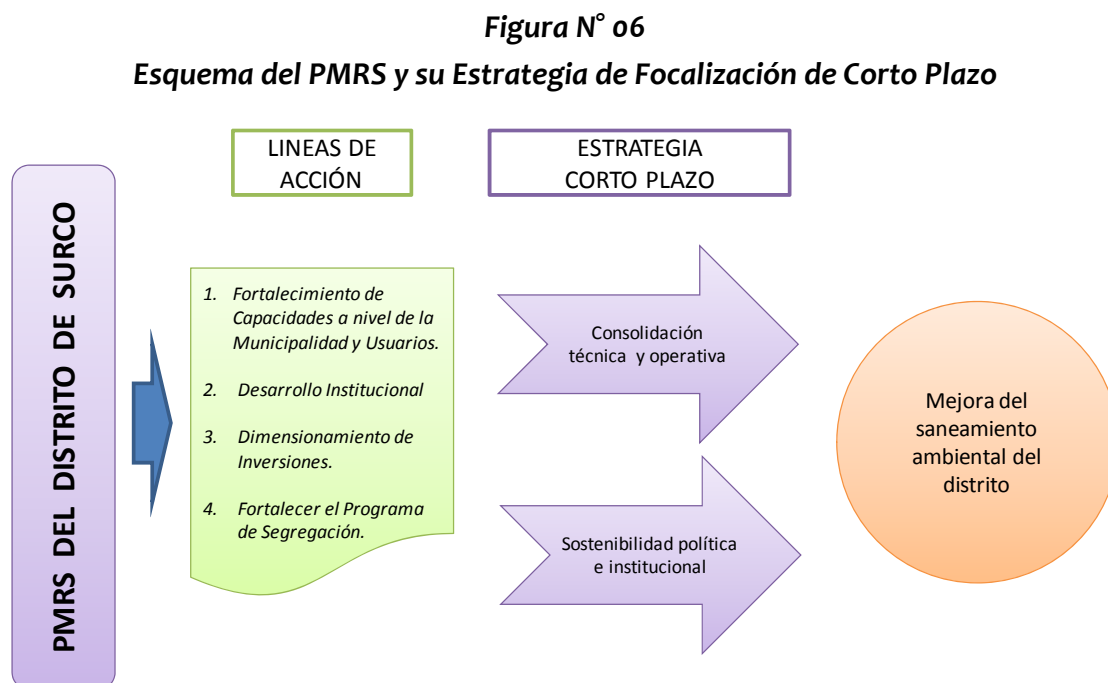 Figura N° 06
Esquema del PMRS y su Estrategia de Focalización de Corto Plazo
PMRS DEL DISTRITO DE SURCO
LINEAS DE
ACCIÓN
1. Fortalecimiento de
Capacidades a nivel de la
Municipalidad y Usuarios.
2. Desarrollo Institucional
3. Dimensionamiento de
Inversiones.
4. Fortalecer el Programa
de Segregación.
ESTRATEGIA
CORTO PLAZO
Consolidación
técnica y operativa
Sostenibilidad política
e institucional
Mejora del
saneamiento
ambiental del
distrito